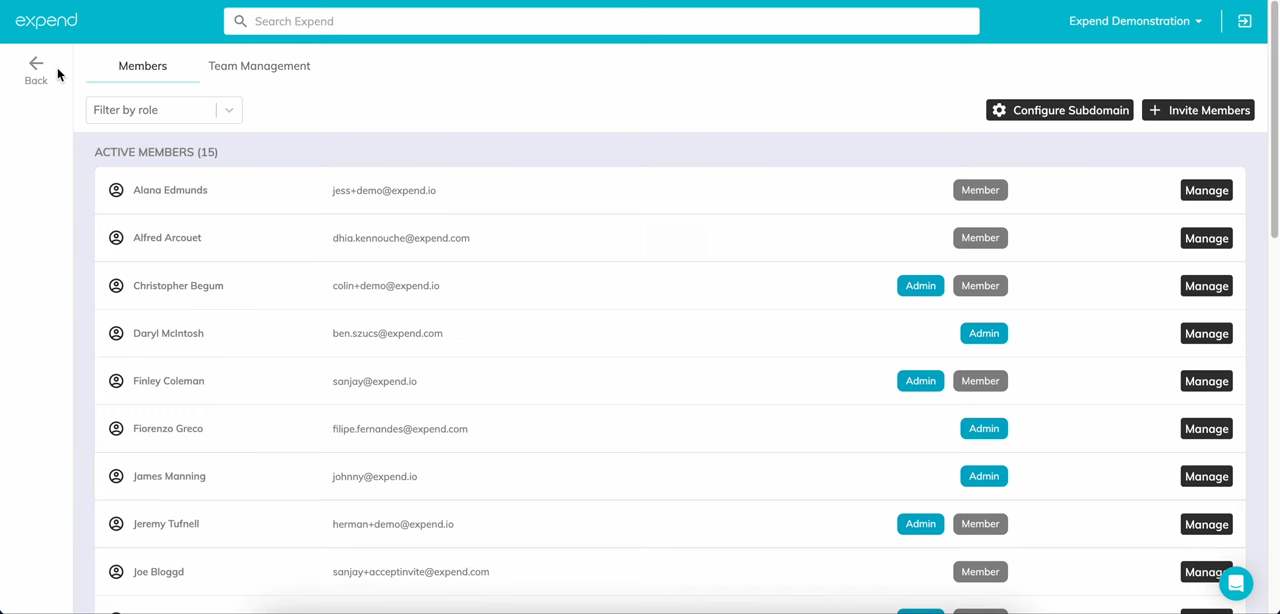 expend
Search Expend
Expend Demonstration
Back
Members
Team Management
Filter by role
Configure Subdomain
+ Invite Members
ACTIVE MEMBERS (15)
Alana Edmunds jess+demo@expend.io Member Manage
Alfred Arcouet dhia.kennouche@expend.com Member Manage
Christopher Begum colin+demo@expend.io Admin Member Manage
Daryl McIntosh ben.szucs@expend.com Admin Manage
Finley Coleman sanjay@expend.io Admin Member Manage
Fiorenzo Greco filipe.fernandes@expend.com Admin Manage
James Manning johnny@expend.io Admin Manage
Jeremy Tufnell herman+demo@expend.io Admin Member Manage
Joe Bloggd sanjay+acceptinvite@expend.com Member Manage